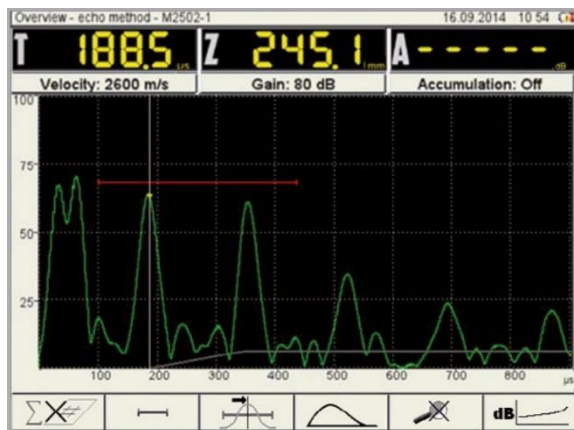 Overview - echo method - M2502-1 16.09.2014 10 54
T 188.5 µs Z 245.1 mm A ----- dB
Velocity: 2600 m/s Gain: 80 dB Accumulation: Off
100
75
50
25
100 200 300 400 500 600 700 800 µs
dB